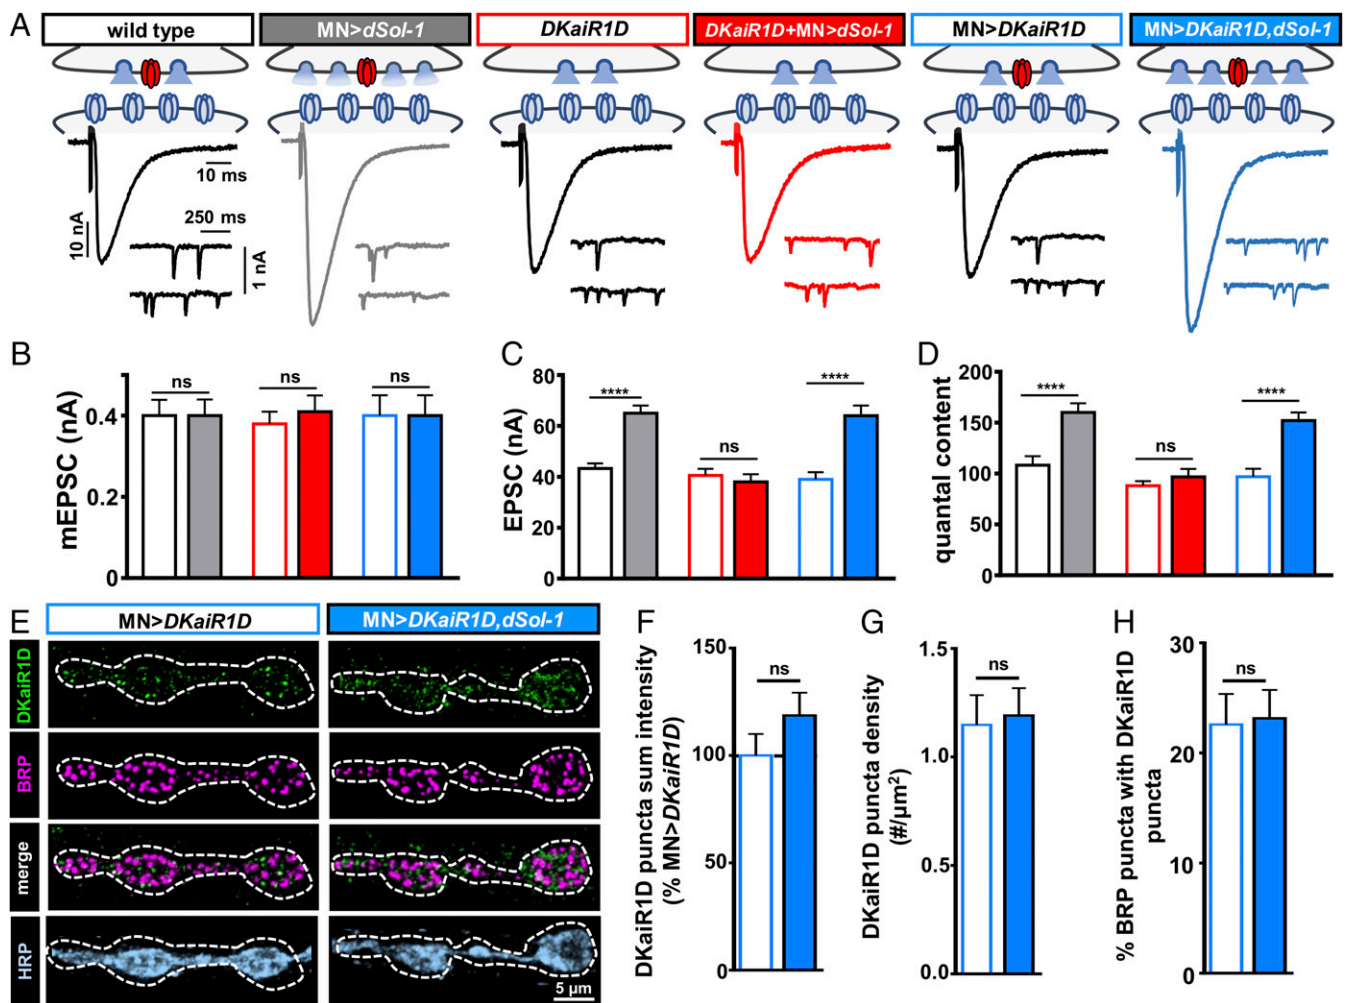 A
wild type
MN>dSol-1
DKaiR1D
DKaiR1D+MN>dSol-1
MN>DKaiR1D
MN>DKaiR1D,dSol-1
10 ms
10 nA
250 ms
1 nA
B
mEPSC (nA)
0.4
0.2
0
ns
ns
ns
C
EPSC (nA)
80
60
40
20
0
****
ns
****
D
quantal content
200
150
100
50
0
****
ns
****
E
MN>DKaiR1D
MN>DKaiR1D,dSol-1
DKaiR1D
BRP
merge
HRP
5 µm
F
DKaiR1D puncta sum intensity
(% MN>DKaiR1D)
150
100
50
0
ns
G
DKaiR1D puncta density
(#/µm²)
1.5
1.0
0.5
0.0
ns
H
% BRP puncta with DKaiR1D
puncta
30
20
10
0
ns